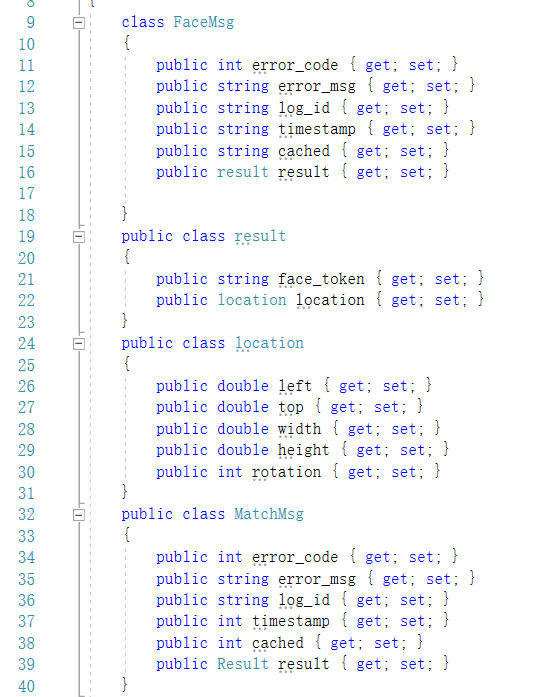 8 {
9 class FaceMsg
10 {
11 public int error_code { get; set; }
12 public string error_msg { get; set; }
13 public string log_id { get; set; }
14 public string timestamp { get; set; }
15 public string cached { get; set; }
16 public result result { get; set; }
17
18 }
19 public class result
20 {
21 public string face_token { get; set; }
22 public location location { get; set; }
23 }
24 public class location
25 {
26 public double left { get; set; }
27 public double top { get; set; }
28 public double width { get; set; }
29 public double height { get; set; }
30 public int rotation { get; set; }
31 }
32 public class MatchMsg
33 {
34 public int error_code { get; set; }
35 public string error_msg { get; set; }
36 public string log_id { get; set; }
37 public int timestamp { get; set; }
38 public int cached { get; set; }
39 public Result result { get; set; }
40 }